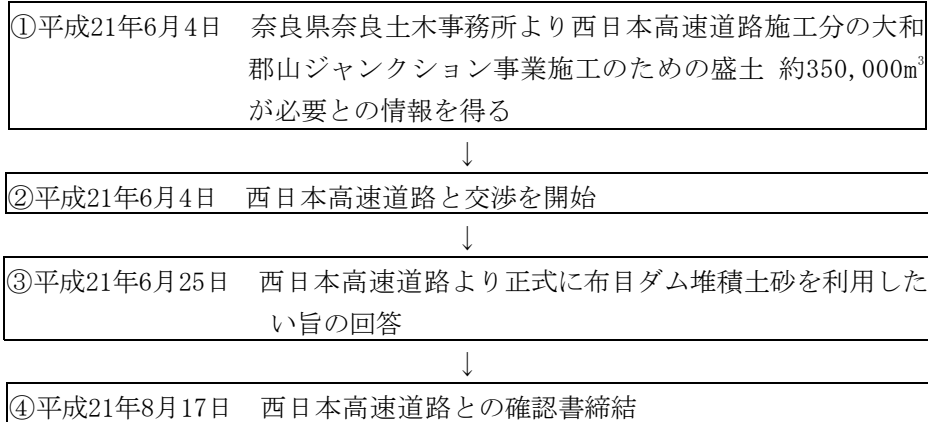 ①平成21年6月4日 奈良県奈良土木事務所より西日本高速道路施工分の大和
郡山ジャンクション事業施工のための盛土 約350,000m³
が必要との情報を得る
↓
②平成21年6月4日 西日本高速道路と交渉を開始
↓
③平成21年6月25日 西日本高速道路より正式に布目ダム堆積土砂を利用した
い旨の回答
↓
④平成21年8月17日 西日本高速道路との確認書締結